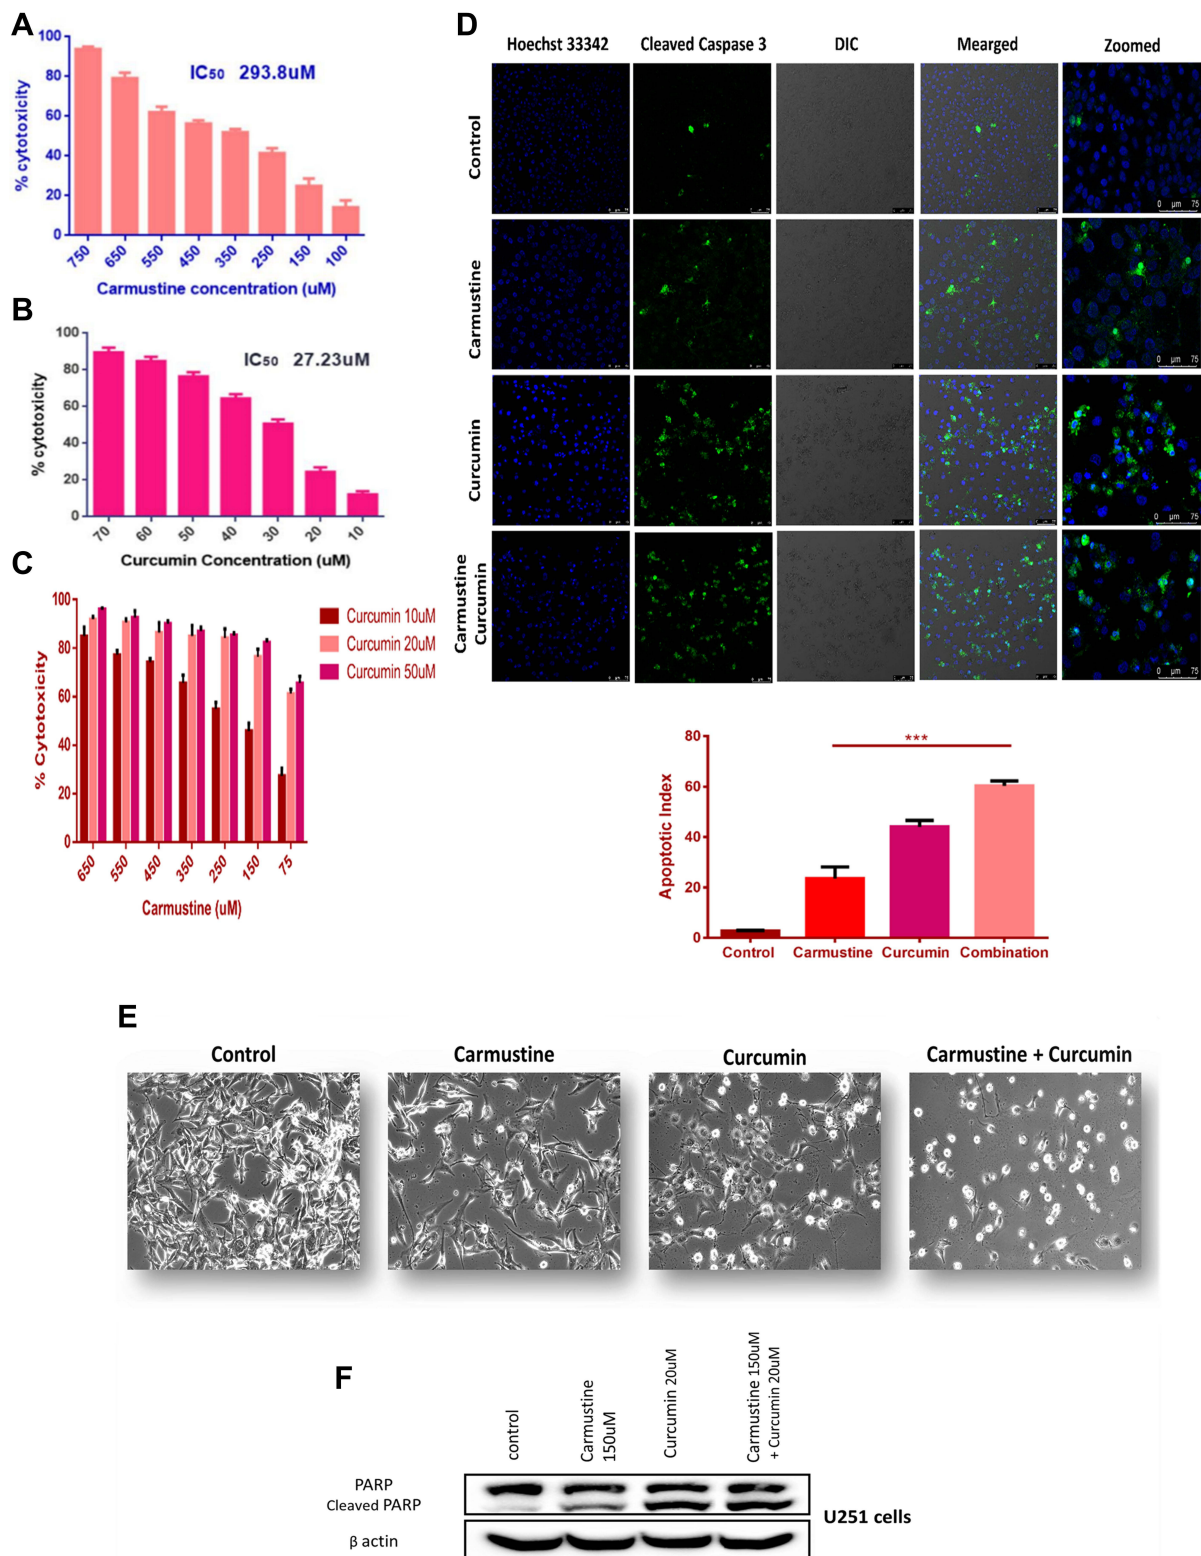 A
IC50 293.8uM
% cytotoxicity
100
80
60
40
20
0
750
650
550
450
350
250
150
100
Carmustine concentration (uM)
B
IC50 27.23uM
% cytotoxicity
100
80
60
40
20
0
70
60
50
40
30
20
10
Curcumin Concentration (uM)
C
% Cytotoxicity
100
80
60
40
20
0
650
550
450
350
250
150
75
Carmustine (uM)
Curcumin 10uM
Curcumin 20uM
Curcumin 50uM
D
Hoechst 33342
Cleaved Caspase 3
DIC
Mearged
Zoomed
Control
0 µm 75
Carmustine
0 µm 75
Curcumin
0 µm 75
Carmustine
Curcumin
0 µm 75
Apoptotic Index
80
60
40
20
0
***
Control
Carmustine
Curcumin
Combination
E
Control
Carmustine
Curcumin
Carmustine + Curcumin
F
control
Carmustine
150uM
Curcumin 20uM
Carmustine 150uM
+ Curcumin 20uM
PARP
Cleaved PARP
β actin
U251 cells